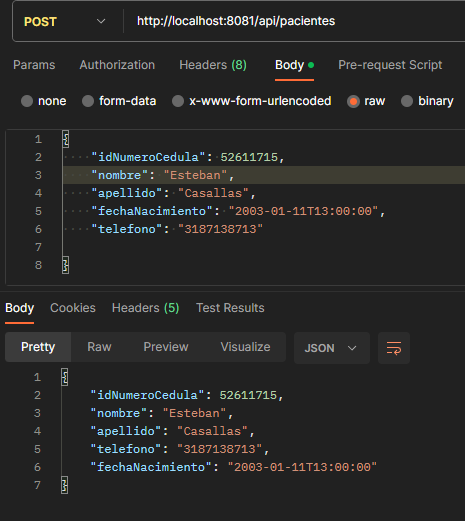 POST http://localhost:8081/api/pacientes
Params Authorization Headers (8) Body Pre-request Script
none form-data x-www-form-urlencoded raw binary
1 {
2 "idNumeroCedula": 52611715,
3 "nombre": "Esteban",
4 "apellido": "Casallas",
5 "fechaNacimiento": "2003-01-11T13:00:00",
6 "telefono": "3187138713"
7
8 }
Body Cookies Headers (5) Test Results
Pretty Raw Preview Visualize JSON
1 {
2 "idNumeroCedula": 52611715,
3 "nombre": "Esteban",
4 "apellido": "Casallas",
5 "telefono": "3187138713",
6 "fechaNacimiento": "2003-01-11T13:00:00"
7 }